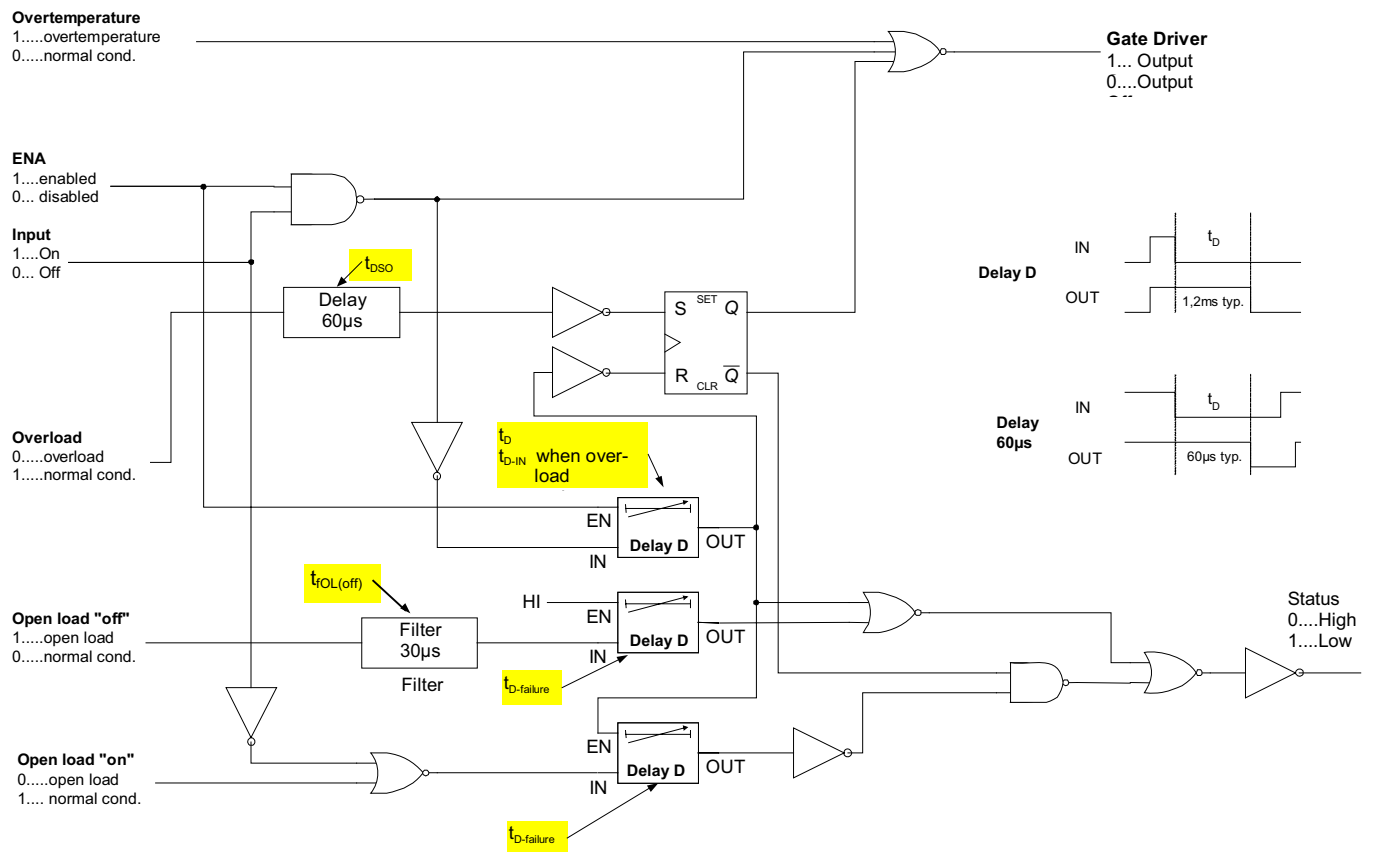 Overtemperature
1.....overtemperature
0.....normal cond.
Gate Driver
1... Output
0....Output
ENA
1....enabled
0... disabled
Input
1....On
0... Off
tDSO
Delay
60µs
S SET Q
R CLR Q̅
Delay D
IN
OUT
tD
1,2ms typ.
Delay
60µs
IN
OUT
tD
60µs typ.
Overload
0.....overload
1.....normal cond.
tD
tD-IN when over-
load
EN
IN
Delay D
OUT
tfOL(off)
HI
EN
IN
Delay D
OUT
Open load "off"
1.....open load
0.....normal cond.
Filter
30µs
Filter
tD-failure
Status
0....High
1....Low
Open load "on"
0.....open load
1.... normal cond.
EN
IN
Delay D
OUT
tD-failure